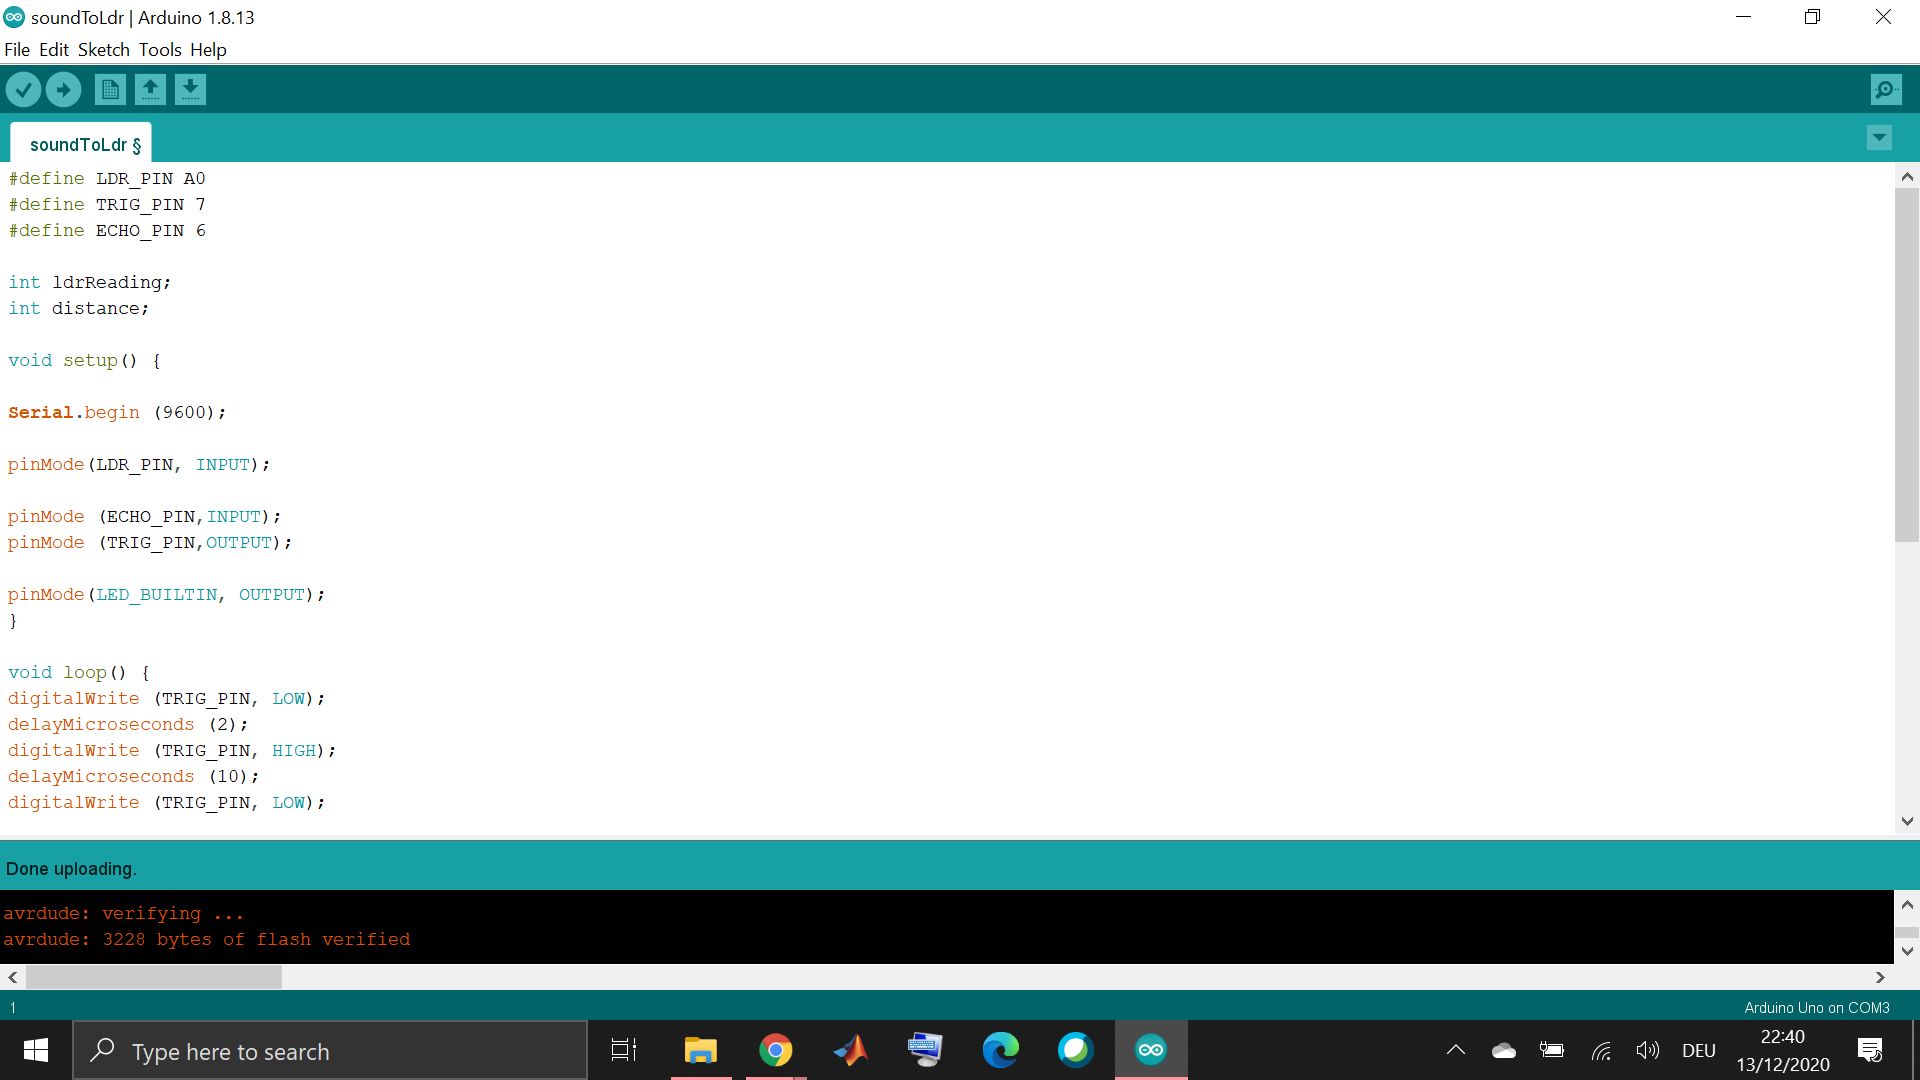 soundToLdr | Arduino 1.8.13
File Edit Sketch Tools Help
soundToLdr §
#define LDR_PIN A0
#define TRIG_PIN 7
#define ECHO_PIN 6
int ldrReading;
int distance;
void setup() {
Serial.begin (9600);
pinMode(LDR_PIN, INPUT);
pinMode (ECHO_PIN,INPUT);
pinMode (TRIG_PIN,OUTPUT);
pinMode(LED_BUILTIN, OUTPUT);
}
void loop() {
digitalWrite (TRIG_PIN, LOW);
delayMicroseconds (2);
digitalWrite (TRIG_PIN, HIGH);
delayMicroseconds (10);
digitalWrite (TRIG_PIN, LOW);
Done uploading.
avrdude: verifying ...
avrdude: 3228 bytes of flash verified
1
Arduino Uno on COM3
Type here to search
DEU
22:40
13/12/2020